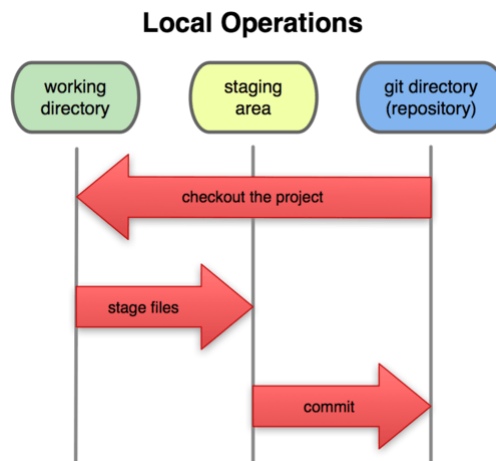 Local Operations
working
directory
staging
area
git directory
(repository)
checkout the project
stage files
commit